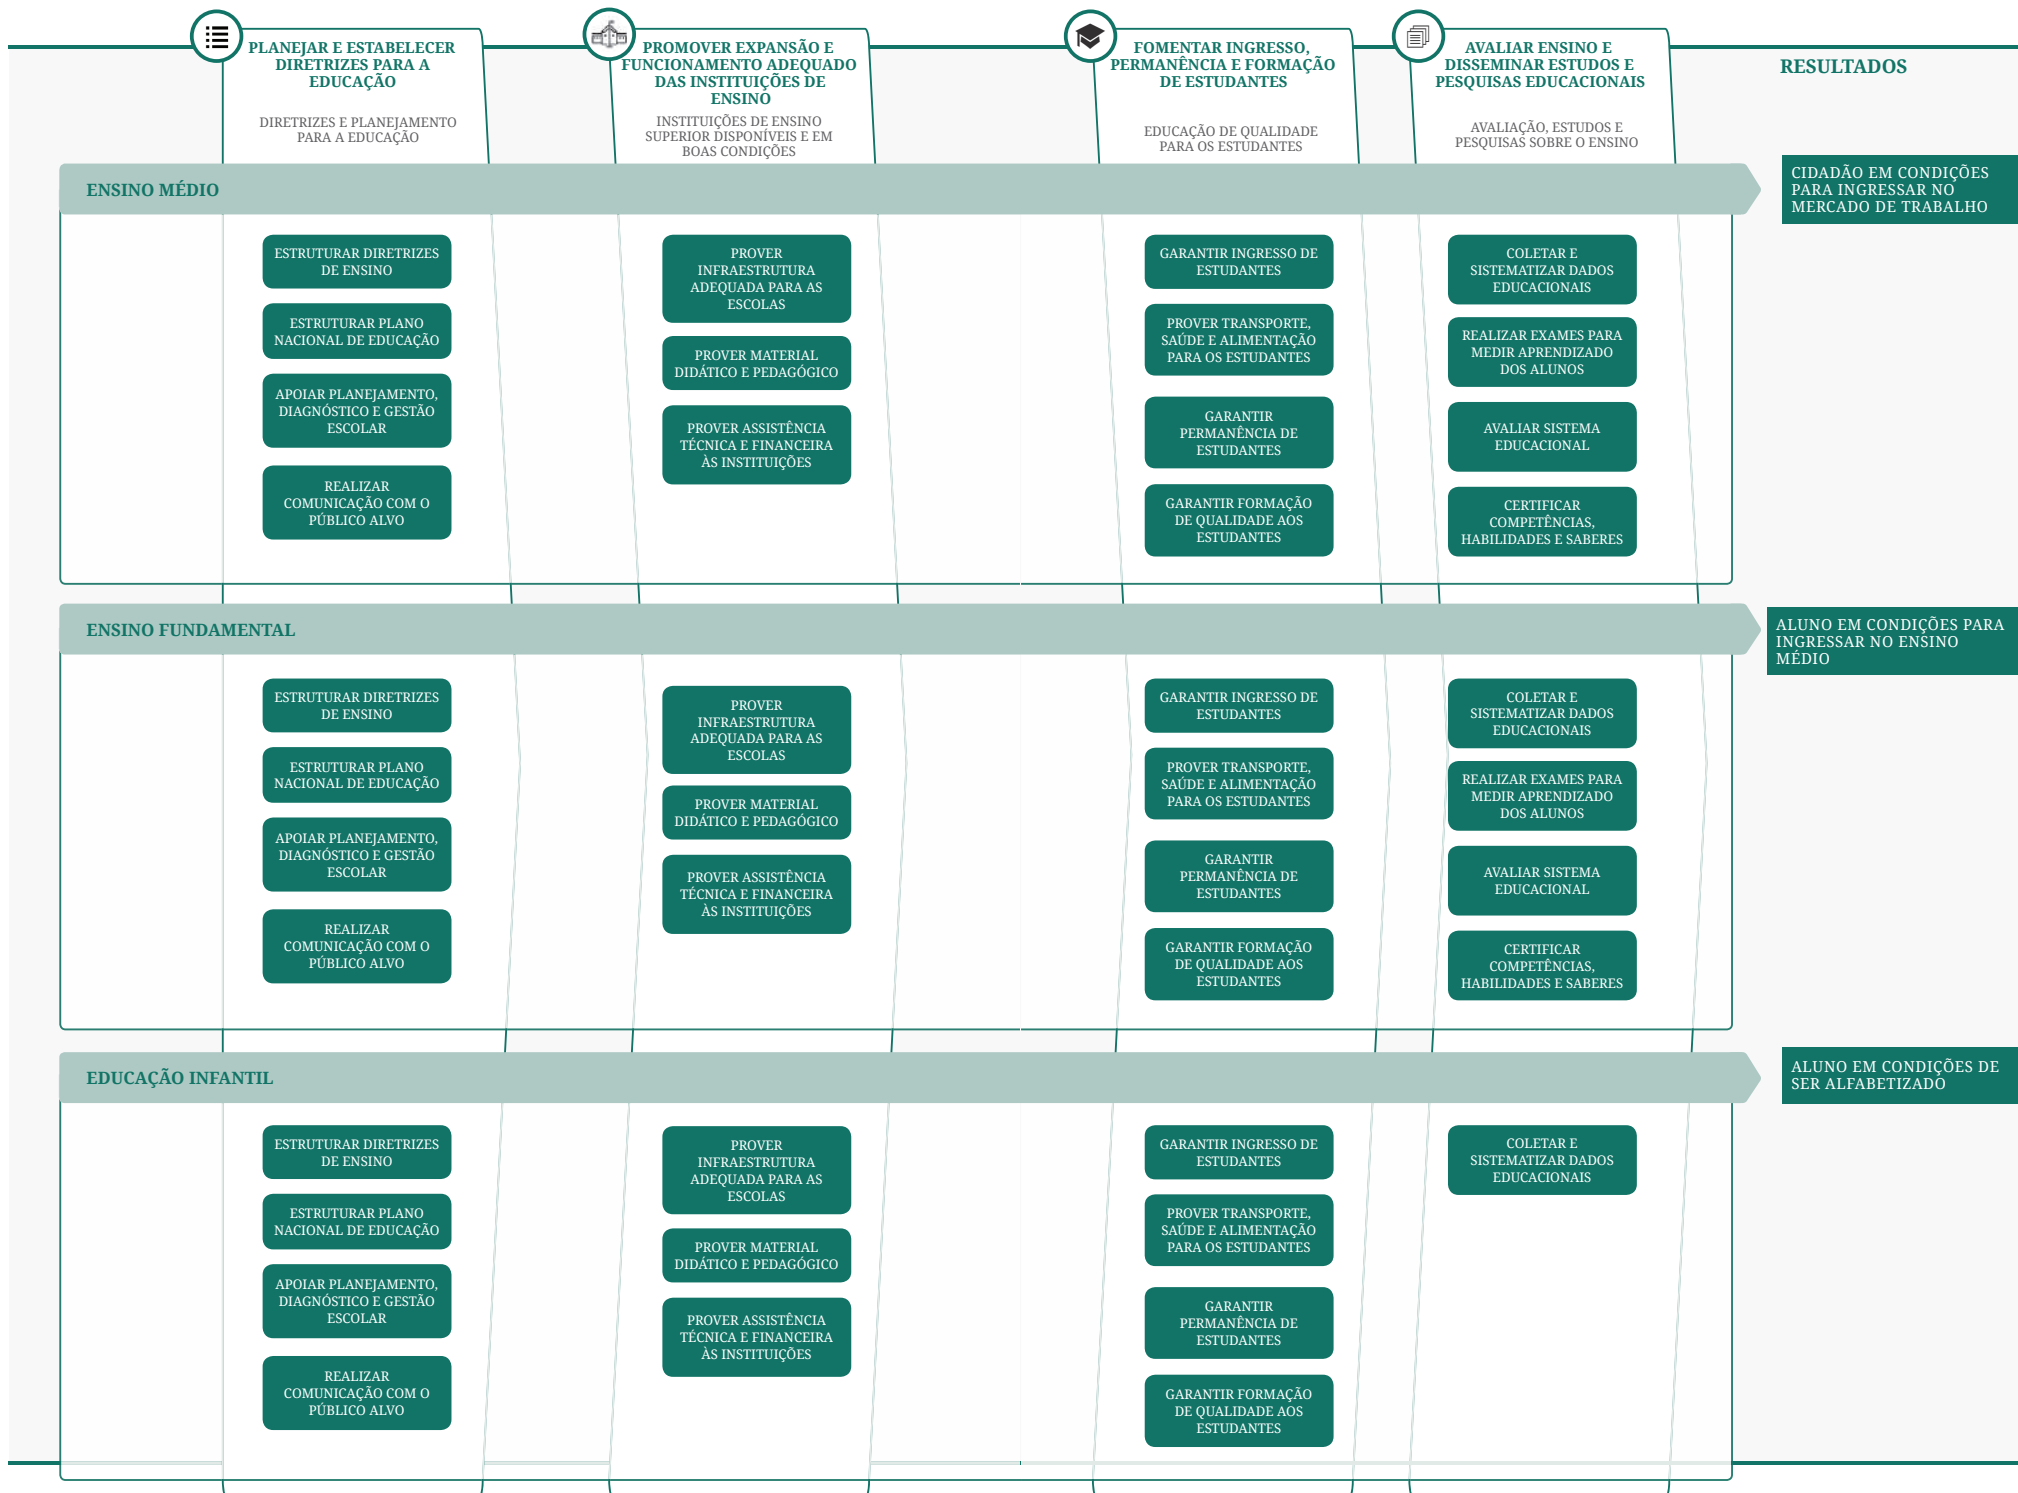 PLANEJAR E ESTABELECER
DIRETRIZES PARA A
EDUCAÇÃO
DIRETRIZES E PLANEJAMENTO
PARA A EDUCAÇÃO
PROMOVER EXPANSÃO E
FUNCIONAMENTO ADEQUADO
DAS INSTITUIÇÕES DE
ENSINO
INSTITUIÇÕES DE ENSINO
SUPERIOR DISPONÍVEIS E EM
BOAS CONDIÇÕES
FOMENTAR INGRESSO,
PERMANÊNCIA E FORMAÇÃO
DE ESTUDANTES
EDUCAÇÃO DE QUALIDADE
PARA OS ESTUDANTES
AVALIAR ENSINO E
DISSEMINAR ESTUDOS E
PESQUISAS EDUCACIONAIS
AVALIAÇÃO, ESTUDOS E
PESQUISAS SOBRE O ENSINO
RESULTADOS
ENSINO MÉDIO
CIDADÃO EM CONDIÇÕES
PARA INGRESSAR NO
MERCADO DE TRABALHO
ESTRUTURAR DIRETRIZES
DE ENSINO
ESTRUTURAR PLANO
NACIONAL DE EDUCAÇÃO
APOIAR PLANEJAMENTO,
DIAGNÓSTICO E GESTÃO
ESCOLAR
REALIZAR
COMUNICAÇÃO COM O
PÚBLICO ALVO
PROVER
INFRAESTRUTURA
ADEQUADA PARA AS
ESCOLAS
PROVER MATERIAL
DIDÁTICO E PEDAGÓGICO
PROVER ASSISTÊNCIA
TÉCNICA E FINANCEIRA
ÀS INSTITUIÇÕES
GARANTIR INGRESSO DE
ESTUDANTES
PROVER TRANSPORTE,
SAÚDE E ALIMENTAÇÃO
PARA OS ESTUDANTES
GARANTIR
PERMANÊNCIA DE
ESTUDANTES
GARANTIR FORMAÇÃO
DE QUALIDADE AOS
ESTUDANTES
COLETAR E
SISTEMATIZAR DADOS
EDUCACIONAIS
REALIZAR EXAMES PARA
MEDIR APRENDIZADO
DOS ALUNOS
AVALIAR SISTEMA
EDUCACIONAL
CERTIFICAR
COMPETÊNCIAS,
HABILIDADES E SABERES
ENSINO FUNDAMENTAL
ALUNO EM CONDIÇÕES PARA
INGRESSAR NO ENSINO
MÉDIO
ESTRUTURAR DIRETRIZES
DE ENSINO
ESTRUTURAR PLANO
NACIONAL DE EDUCAÇÃO
APOIAR PLANEJAMENTO,
DIAGNÓSTICO E GESTÃO
ESCOLAR
REALIZAR
COMUNICAÇÃO COM O
PÚBLICO ALVO
PROVER
INFRAESTRUTURA
ADEQUADA PARA AS
ESCOLAS
PROVER MATERIAL
DIDÁTICO E PEDAGÓGICO
PROVER ASSISTÊNCIA
TÉCNICA E FINANCEIRA
ÀS INSTITUIÇÕES
GARANTIR INGRESSO DE
ESTUDANTES
PROVER TRANSPORTE,
SAÚDE E ALIMENTAÇÃO
PARA OS ESTUDANTES
GARANTIR
PERMANÊNCIA DE
ESTUDANTES
GARANTIR FORMAÇÃO
DE QUALIDADE AOS
ESTUDANTES
COLETAR E
SISTEMATIZAR DADOS
EDUCACIONAIS
REALIZAR EXAMES PARA
MEDIR APRENDIZADO
DOS ALUNOS
AVALIAR SISTEMA
EDUCACIONAL
CERTIFICAR
COMPETÊNCIAS,
HABILIDADES E SABERES
EDUCAÇÃO INFANTIL
ALUNO EM CONDIÇÕES DE
SER ALFABETIZADO
ESTRUTURAR DIRETRIZES
DE ENSINO
ESTRUTURAR PLANO
NACIONAL DE EDUCAÇÃO
APOIAR PLANEJAMENTO,
DIAGNÓSTICO E GESTÃO
ESCOLAR
REALIZAR
COMUNICAÇÃO COM O
PÚBLICO ALVO
PROVER
INFRAESTRUTURA
ADEQUADA PARA AS
ESCOLAS
PROVER MATERIAL
DIDÁTICO E PEDAGÓGICO
PROVER ASSISTÊNCIA
TÉCNICA E FINANCEIRA
ÀS INSTITUIÇÕES
GARANTIR INGRESSO DE
ESTUDANTES
PROVER TRANSPORTE,
SAÚDE E ALIMENTAÇÃO
PARA OS ESTUDANTES
GARANTIR
PERMANÊNCIA DE
ESTUDANTES
GARANTIR FORMAÇÃO
DE QUALIDADE AOS
ESTUDANTES
COLETAR E
SISTEMATIZAR DADOS
EDUCACIONAIS